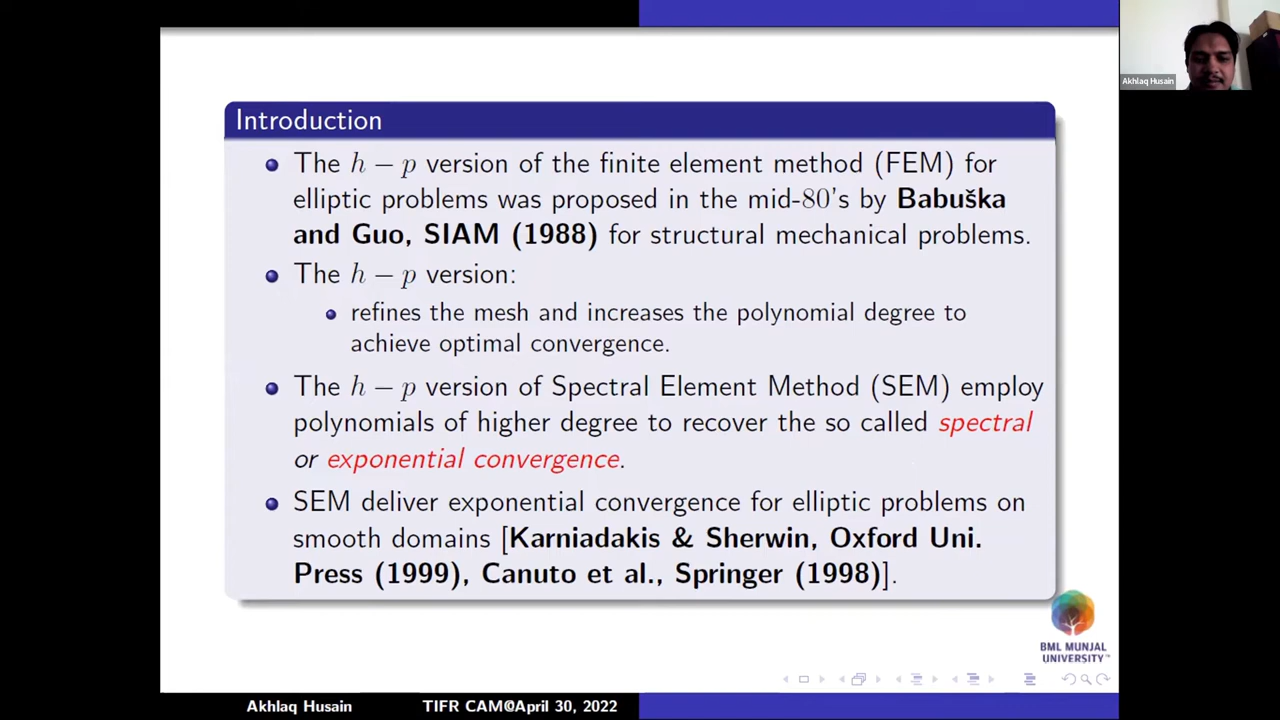 Akhlaq Husain
Introduction
The h − p version of the finite element method (FEM) for
elliptic problems was proposed in the mid-80's by Babuška
and Guo, SIAM (1988) for structural mechanical problems.
The h − p version:
refines the mesh and increases the polynomial degree to
achieve optimal convergence.
The h − p version of Spectral Element Method (SEM) employ
polynomials of higher degree to recover the so called spectral
or exponential convergence.
SEM deliver exponential convergence for elliptic problems on
smooth domains [Karniadakis & Sherwin, Oxford Uni.
Press (1999), Canuto et al., Springer (1998)].
BML MUNJAL
UNIVERSITY™
Akhlaq Husain TIFR CAM@April 30, 2022